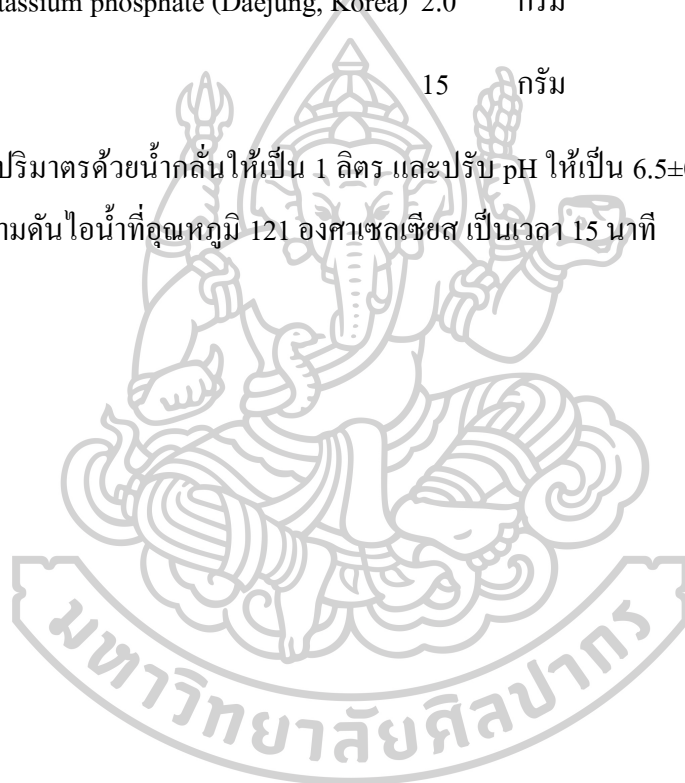 tassium phosphate (Daejung, Korea) 2.0 กรัม
15 กรัม
ปริมาตรด้วยน้ำกลั่นให้เป็น 1 ลิตร และปรับ pH ให้เป็น 6.5±
ามดันไอน้ำที่อุณหภูมิ 121 องศาเซลเซียส เป็นเวลา 15 นาที
มหาวิทยาลัยศิลปากร